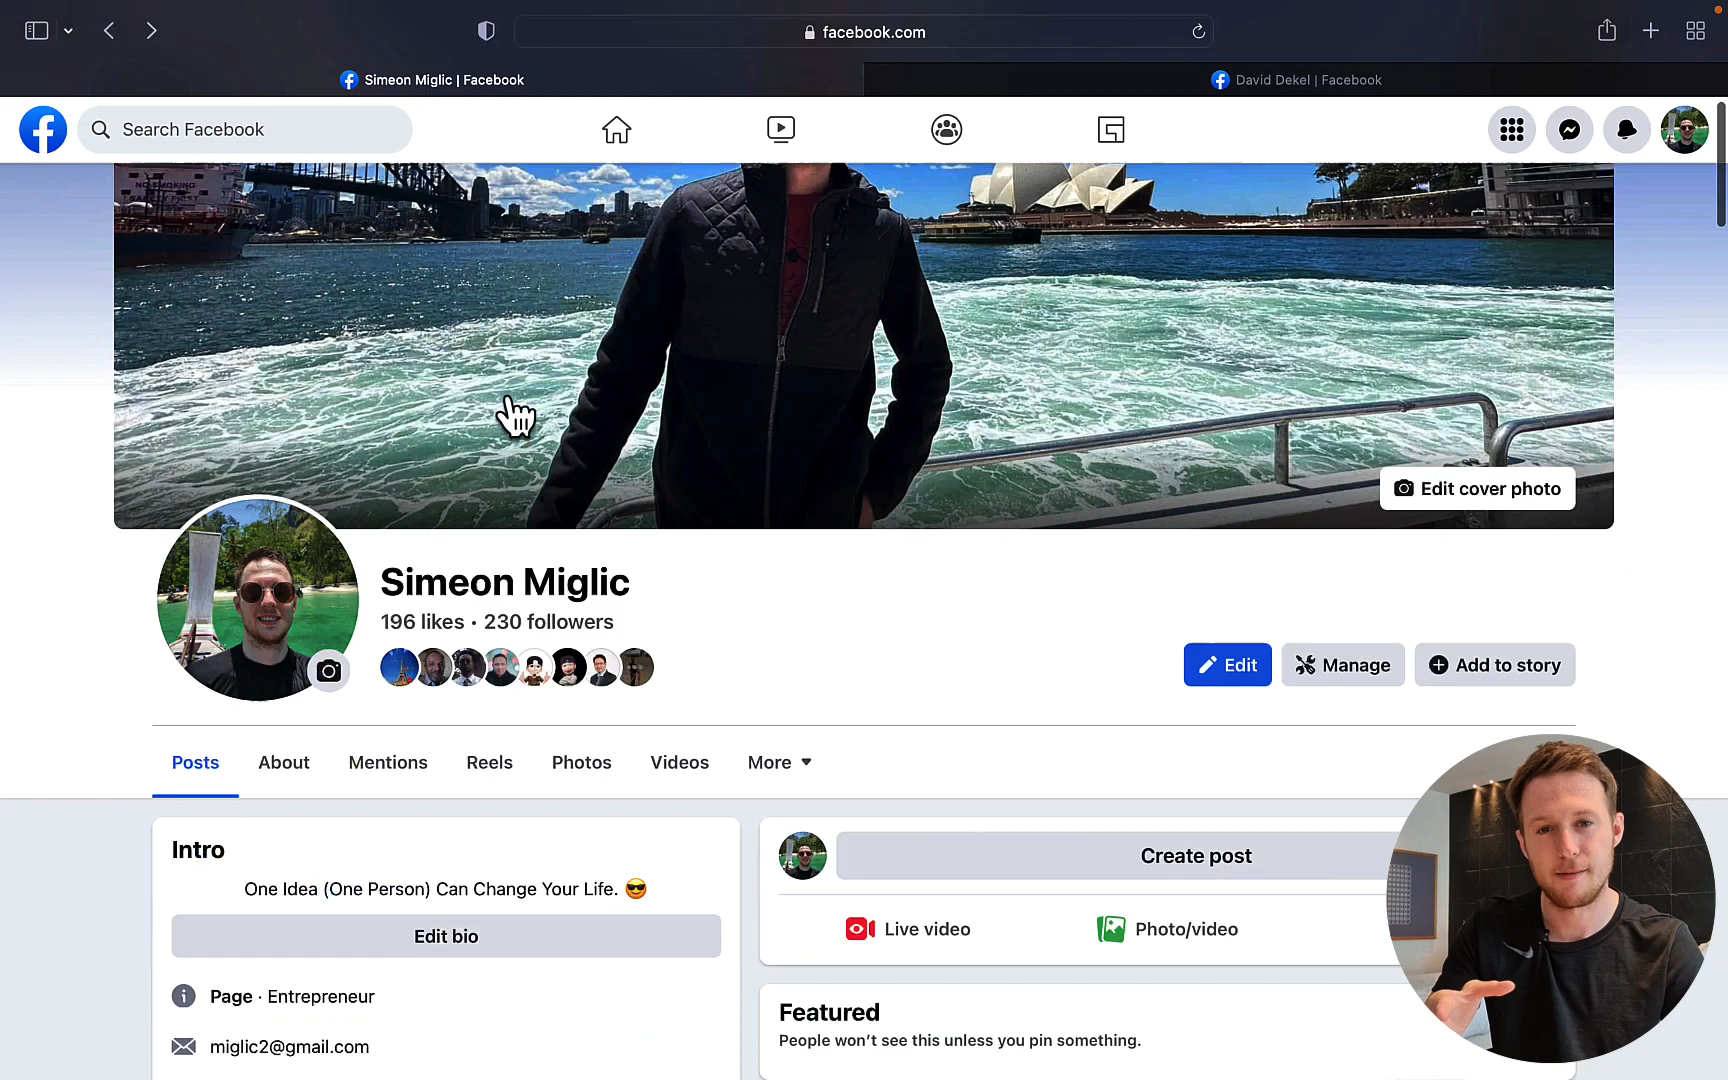 facebook.com
Simeon Miglic | Facebook
David Dekel | Facebook
Search Facebook
NO SMOKING
Edit cover photo
Simeon Miglic
196 likes · 230 followers
Edit
Manage
Add to story
Posts
About
Mentions
Reels
Photos
Videos
More
Intro
One Idea (One Person) Can Change Your Life. 😎
Edit bio
Page · Entrepreneur
miglic2@gmail.com
Create post
Live video
Photo/video
Featured
People won't see this unless you pin something.